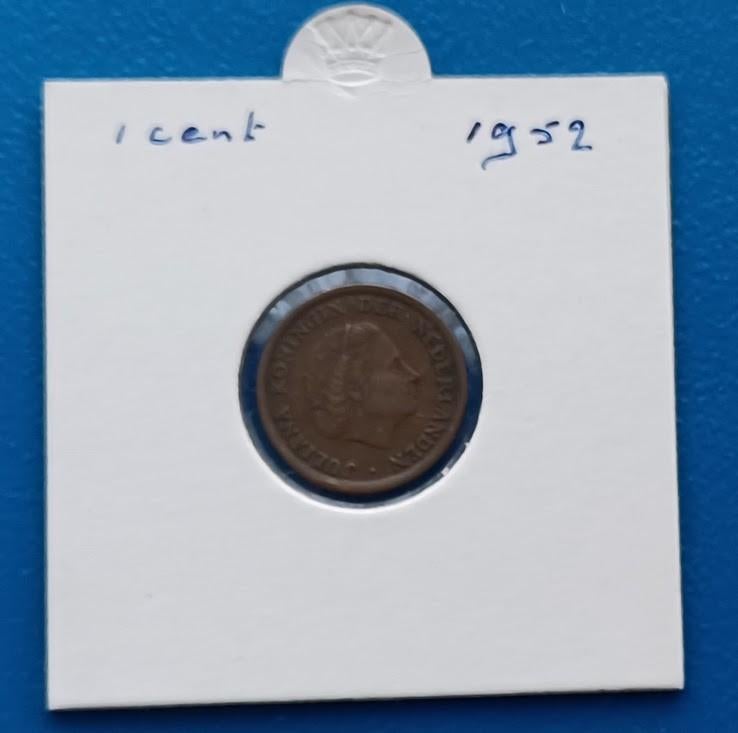 1 cent 1952
JULIANA KONINGIN DER NEDERLANDEN